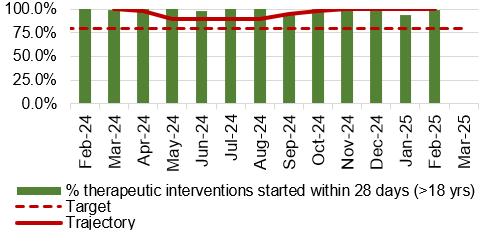 100.0%
75.0%
50.0%
25.0%
0.0%
Feb-24
Mar-24
Apr-24
May-24
Jun-24
Jul-24
Aug-24
Sep-24
Oct-24
Nov-24
Dec-24
Jan-25
Feb-25
Mar-25
% therapeutic interventions started within 28 days (>18 yrs)
Target
Trajectory